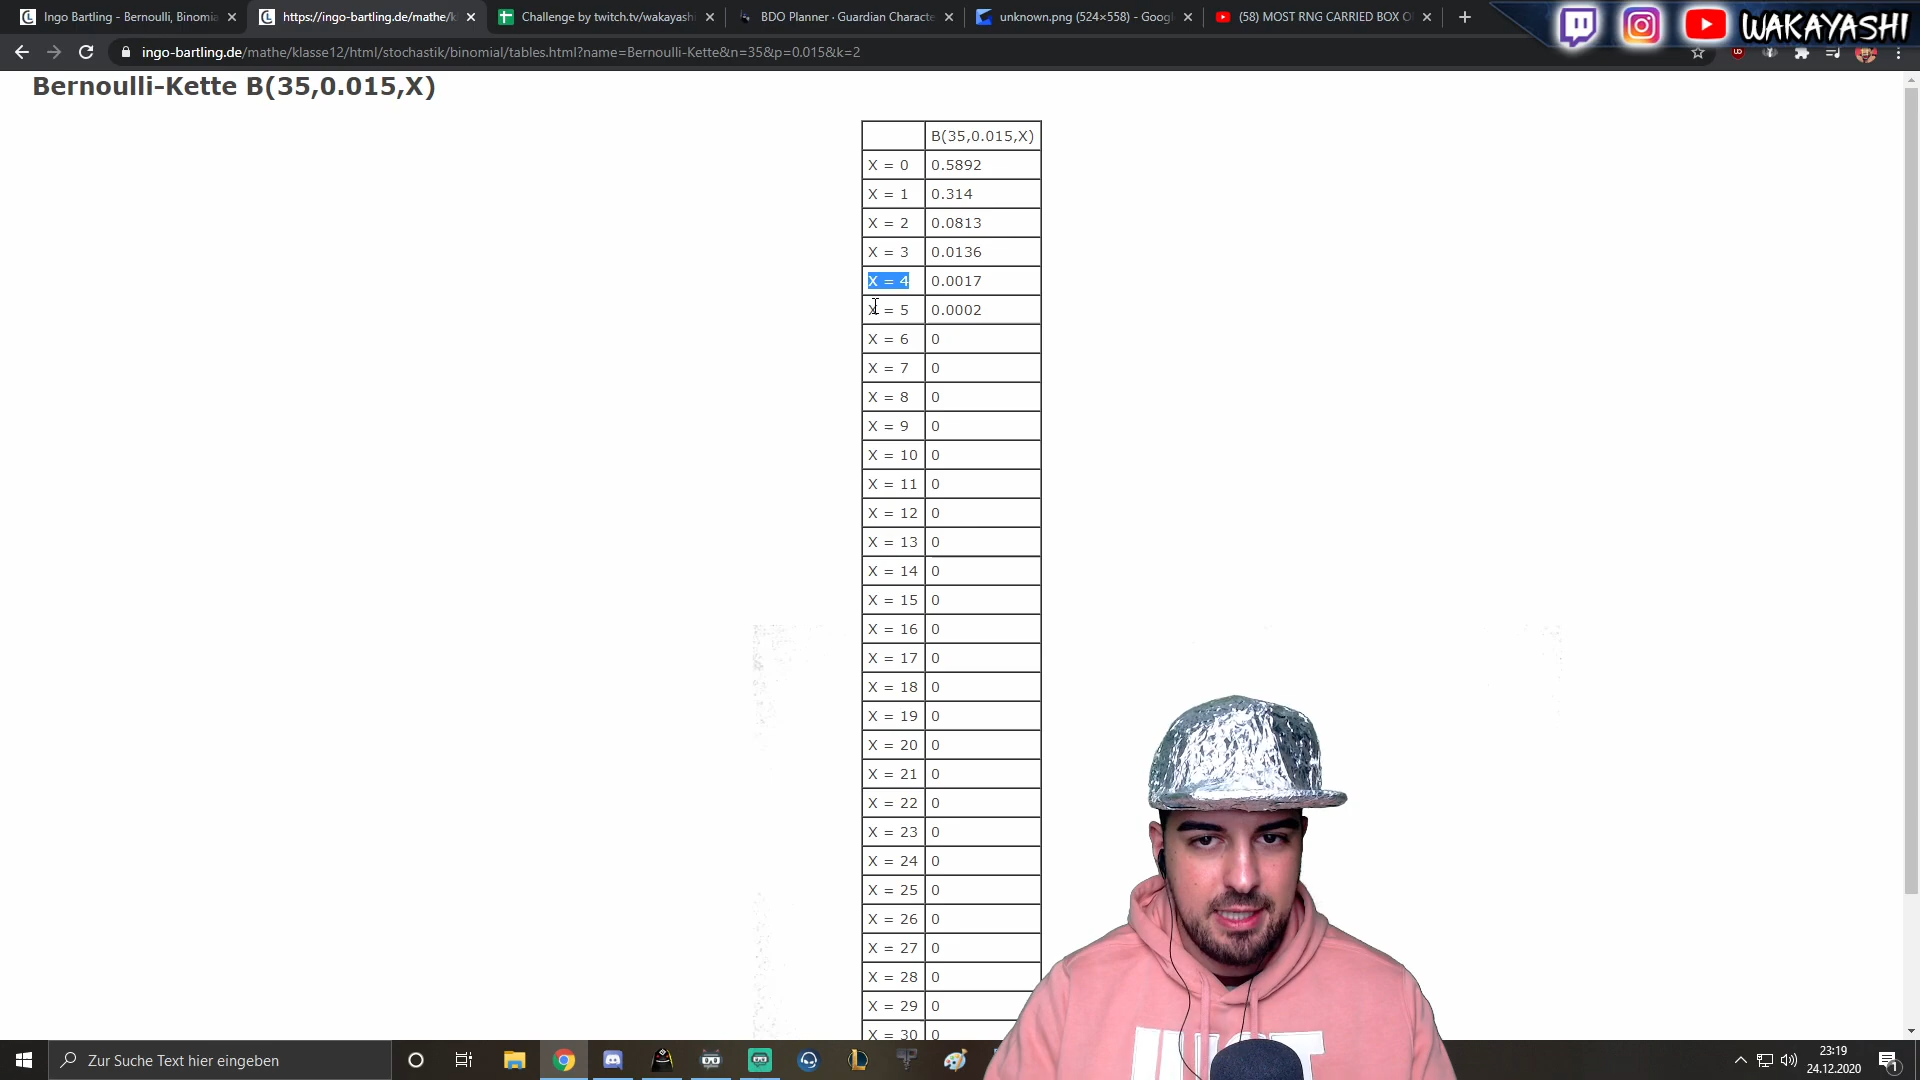 Ingo Bartling - Bernoulli, Binomia
https://ingo-bartling.de/mathe/k
Challenge by twitch.tv/wakayash
BDO Planner · Guardian Characte
unknown.png (524×558) - Goog
(58) MOST RNG CARRIED BOX O
WAKAYASHI
ingo-bartling.de/mathe/klasse12/html/stochastik/binomial/tables.html?name=Bernoulli-Kette&n=35&p=0.015&k=2
Bernoulli-Kette B(35,0.015,X)
B(35,0.015,X)
X = 0 0.5892
X = 1 0.314
X = 2 0.0813
X = 3 0.0136
X = 4 0.0017
X = 5 0.0002
X = 6 0
X = 7 0
X = 8 0
X = 9 0
X = 10 0
X = 11 0
X = 12 0
X = 13 0
X = 14 0
X = 15 0
X = 16 0
X = 17 0
X = 18 0
X = 19 0
X = 20 0
X = 21 0
X = 22 0
X = 23 0
X = 24 0
X = 25 0
X = 26 0
X = 27 0
X = 28 0
X = 29 0
X = 30 0
Zur Suche Text hier eingeben
23:19
24.12.2020
1